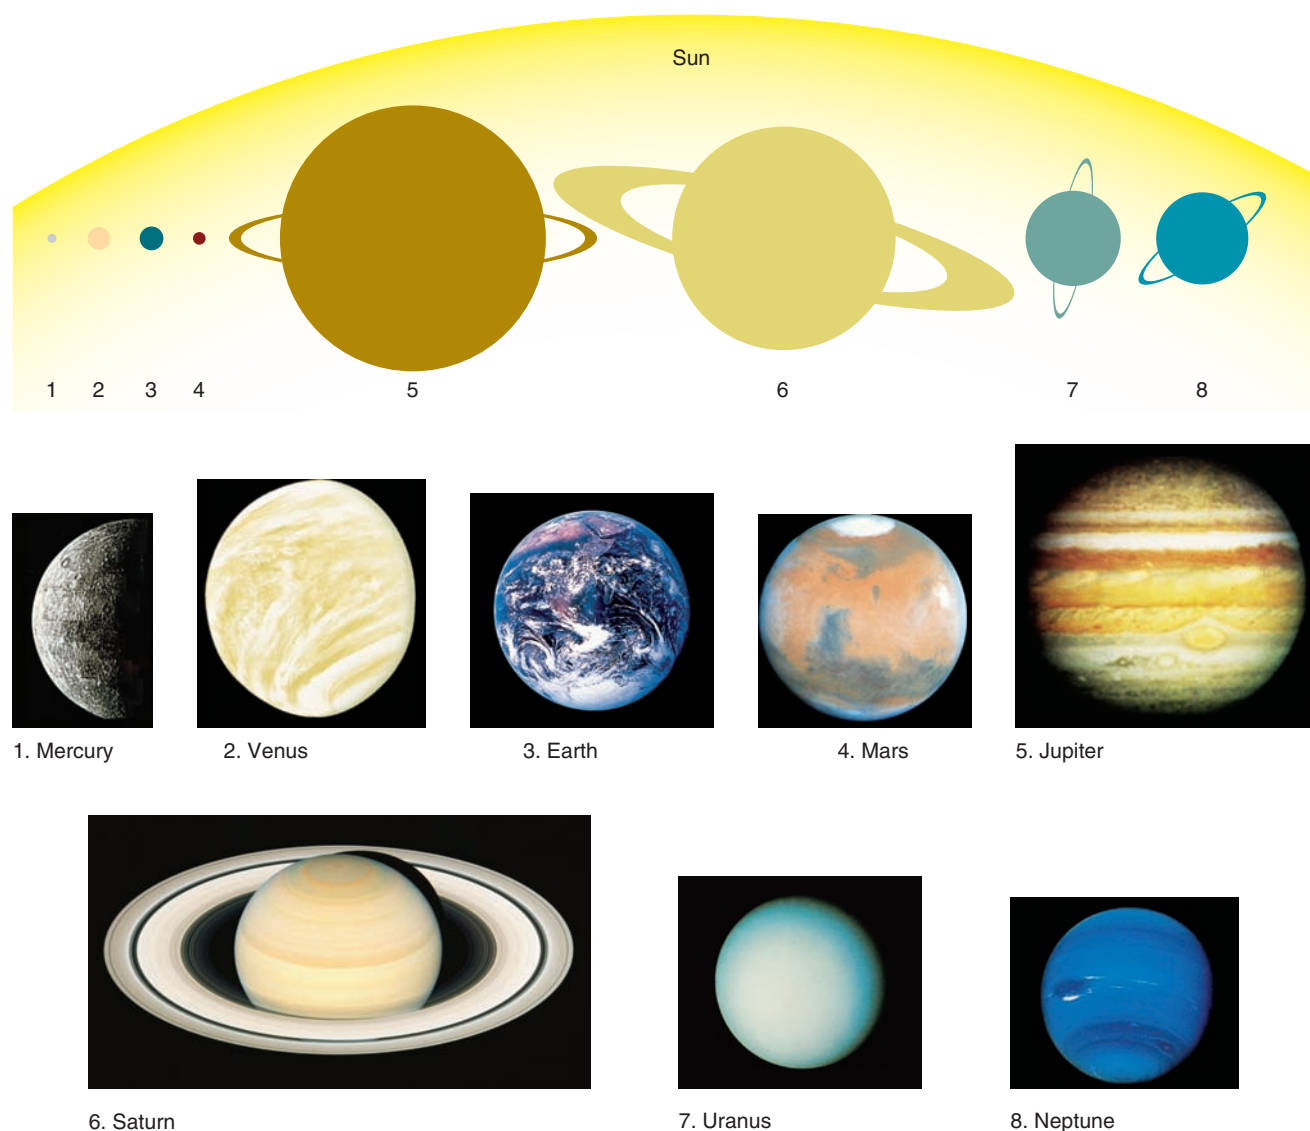 Sun
1 2 3 4 5 6 7 8
1. Mercury 2. Venus 3. Earth 4. Mars 5. Jupiter
6. Saturn 7. Uranus 8. Neptune